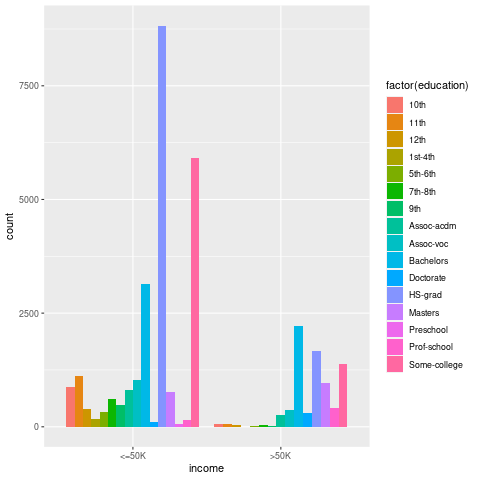 7500
5000
2500
0
count
<=50K >50K
income
factor(education)
10th
11th
12th
1st-4th
5th-6th
7th-8th
9th
Assoc-acdm
Assoc-voc
Bachelors
Doctorate
HS-grad
Masters
Preschool
Prof-school
Some-college